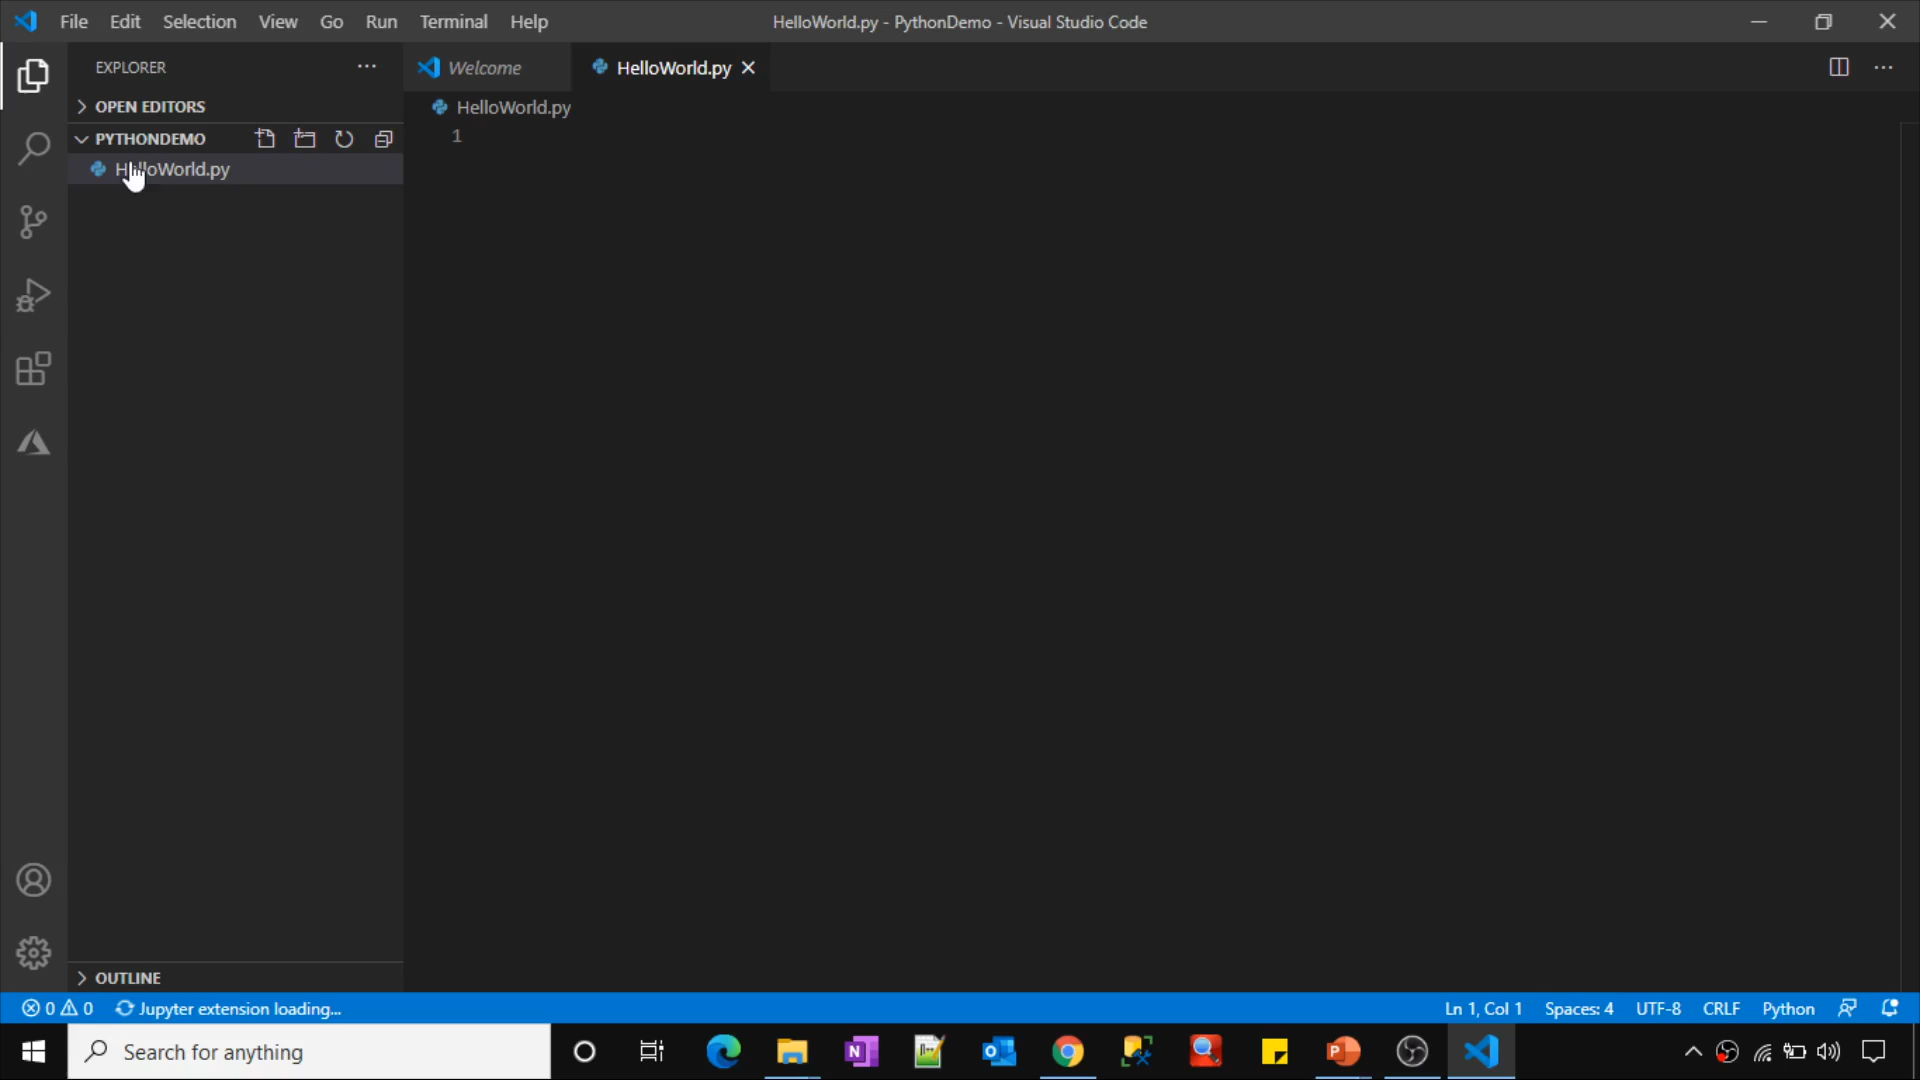 File Edit Selection View Go Run Terminal Help
HelloWorld.py - PythonDemo - Visual Studio Code
EXPLORER
Welcome
HelloWorld.py
OPEN EDITORS
HelloWorld.py
PYTHONDEMO
1
HelloWorld.py
OUTLINE
0 0 Jupyter extension loading...
Ln 1, Col 1 Spaces: 4 UTF-8 CRLF Python
Search for anything